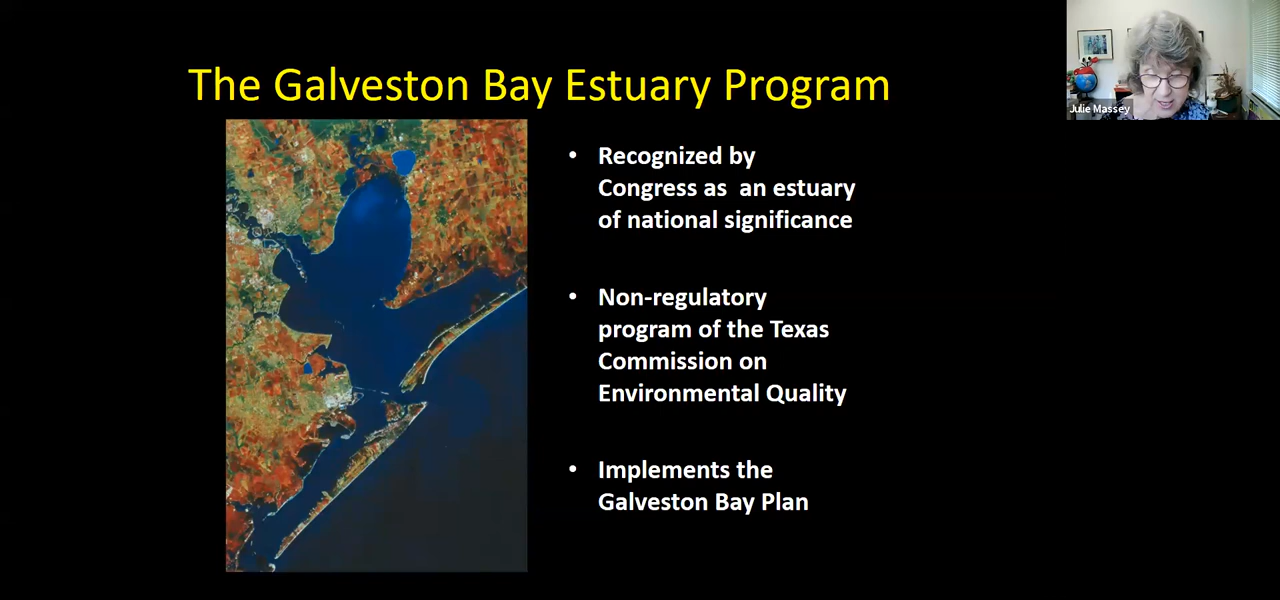 The Galveston Bay Estuary Program
Julie Massey
• Recognized by
Congress as  an estuary
of national significance
• Non-regulatory
program of the Texas
Commission on
Environmental Quality
• Implements the
Galveston Bay Plan